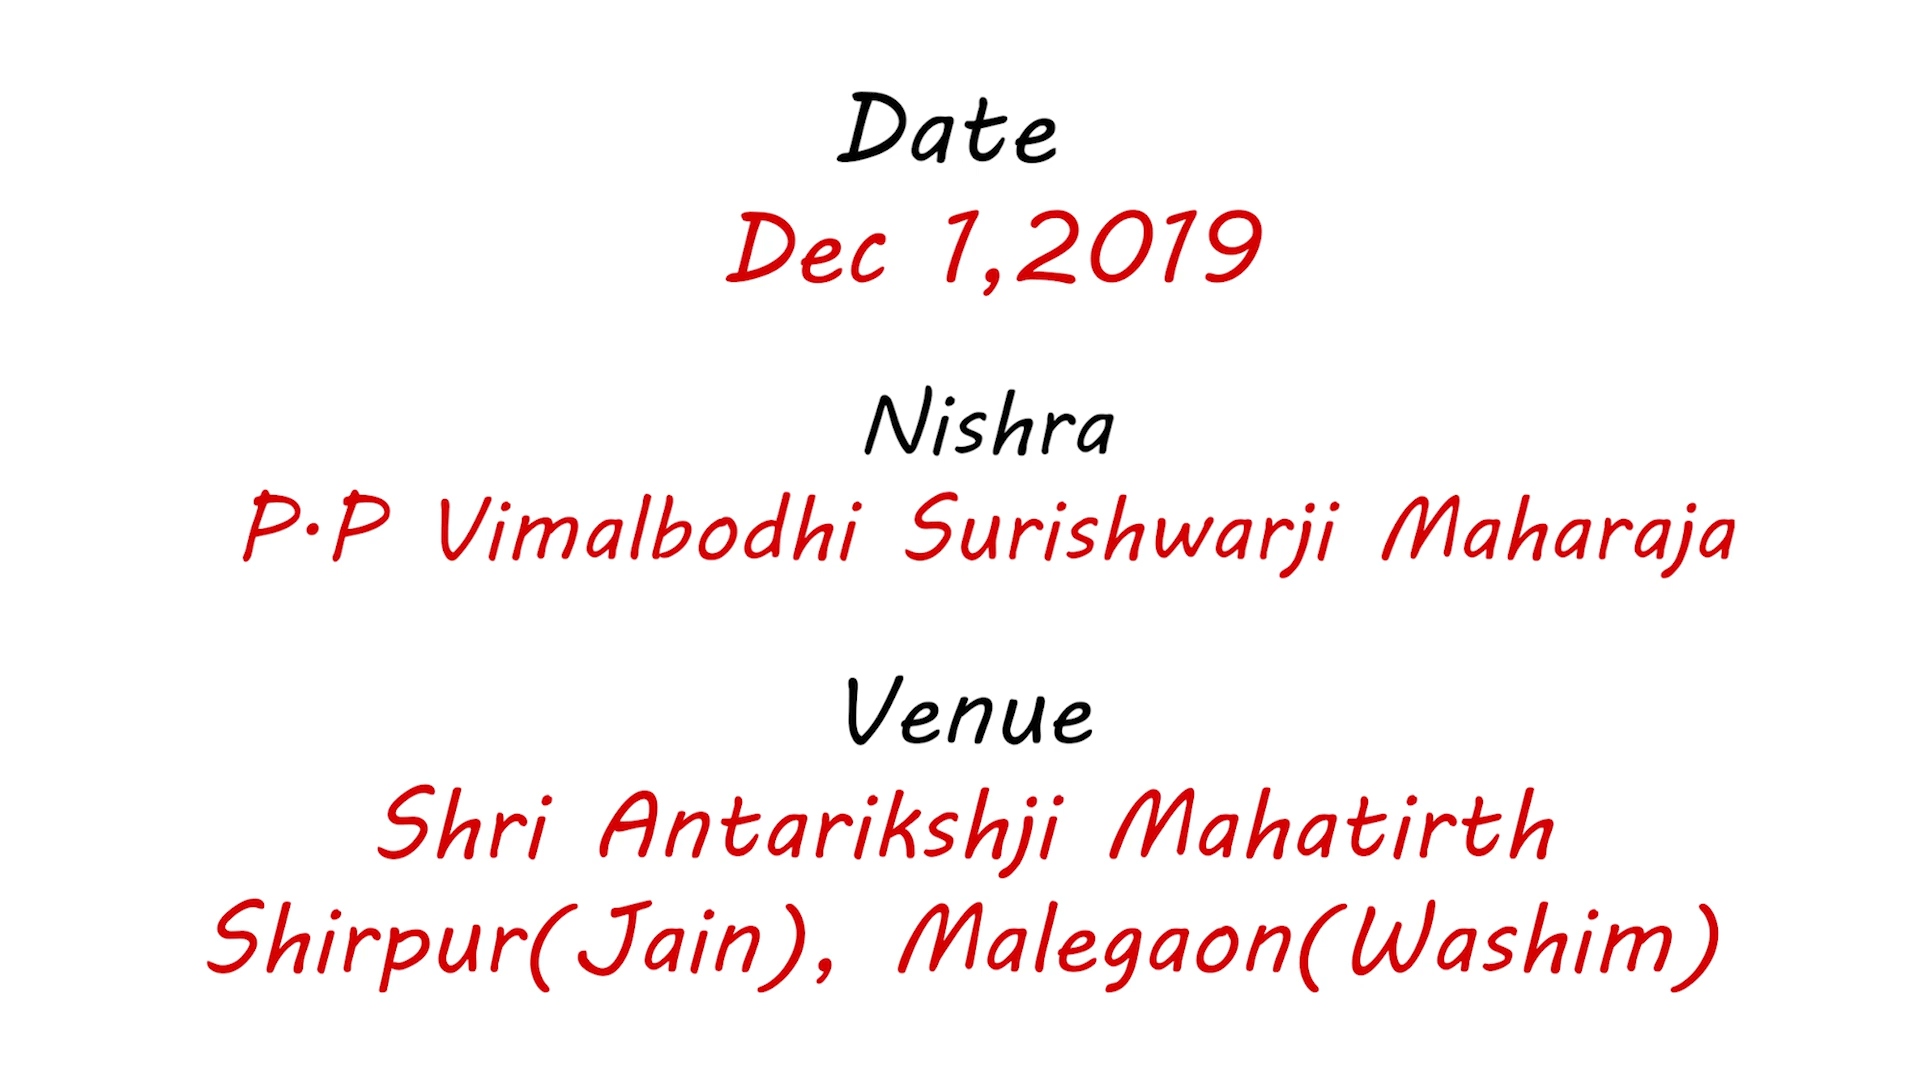 Date
Dec 1,2019
Nishra
P.P Vimalbodhi Surishwarji Maharaja
Venue
Shri Antarikshji Mahatirth
Shirpur(Jain), Malegaon(Washim)